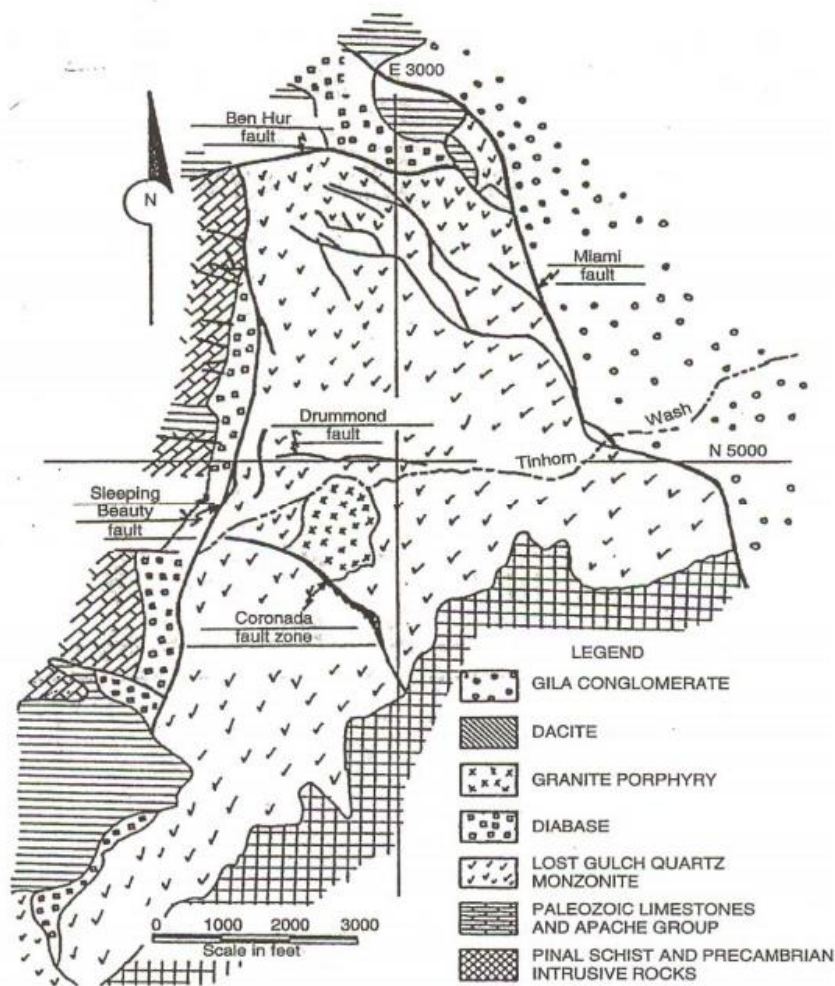 E 3000
Ben Hur
fault
N
Miami
fault
Wash
Drummond
fault
Tinhorn
N 5000
Sleeping
Beauty
fault
Coronada
fault zone
LEGEND
GILA CONGLOMERATE
DACITE
GRANITE PORPHYRY
DIABASE
LOST GULCH QUARTZ
MONZONITE
PALEOZOIC LIMESTONES
AND APACHE GROUP
PINAL SCHIST AND PRECAMBRIAN
INTRUSIVE ROCKS
0 1000 2000 3000
Scale in feet